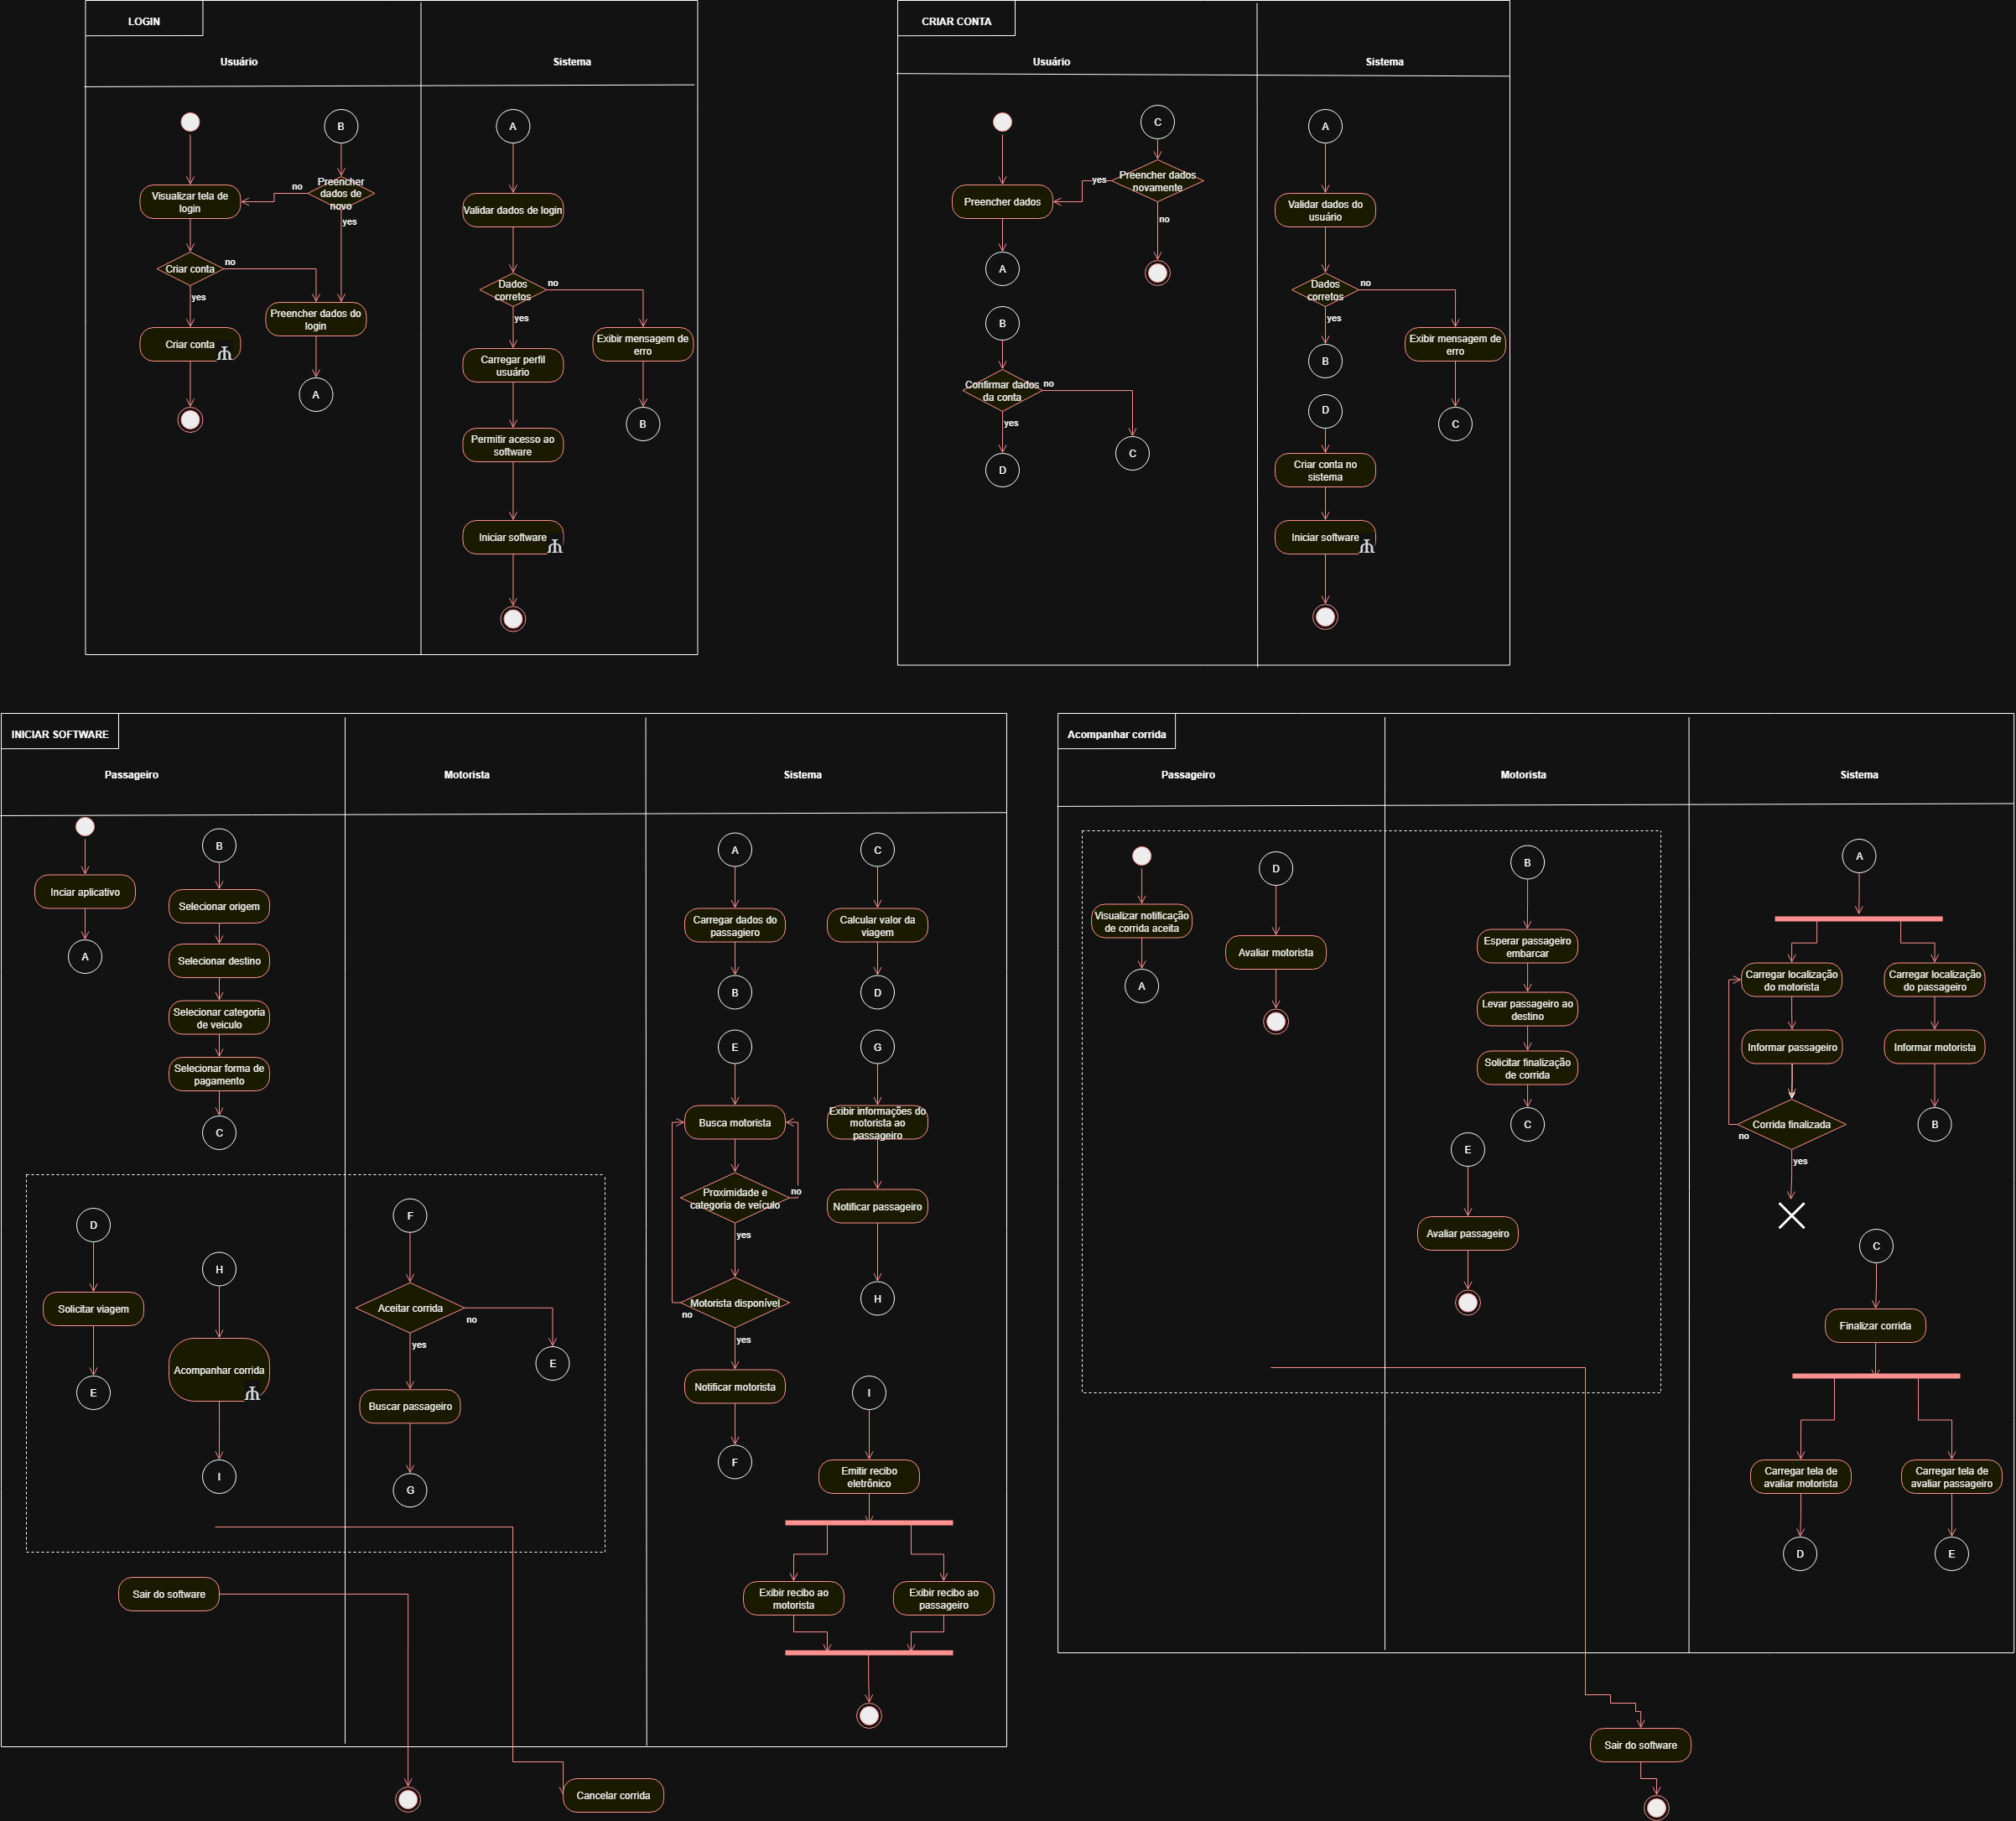 LOGIN
Usuário
Sistema
B
A
Preencher
dados de
novo
no
yes
Visualizar tela de
login
Validar dados de login
Criar conta
no
yes
Dados
corretos
no
yes
Preencher dados do
login
Criar conta
Exibir mensagem de
erro
Carregar perfil
usuário
A
B
Permitir acesso ao
software
Iniciar software
CRIAR CONTA
Usuário
Sistema
C
A
Preencher dados
novamente
yes
no
Preencher dados
Validar dados do
usuário
A
Dados
corretos
no
yes
B
Exibir mensagem de
erro
B
Confirmar dados
da conta
no
yes
D
C
C
D
Criar conta no
sistema
Iniciar software
INICIAR SOFTWARE
Passageiro
Motorista
Sistema
B
Inciar aplicativo
A
Selecionar origem
Selecionar destino
Selecionar categoria
de veiculo
Selecionar forma de
pagamento
C
A
C
Carregar dados do
passagiero
Calcular valor da
viagem
B
D
E
G
Busca motorista
Exibir informações do
motorista ao
passageiro
Proximidade e
categoria de veículo
no
yes
Notificar passageiro
Motorista disponível
no
yes
H
Notificar motorista
F
D
H
F
Solicitar viagem
Aceitar corrida
no
yes
Acompanhar corrida
E
E
Buscar passageiro
I
G
I
Emitir recibo
eletrônico
Exibir recibo ao
motorista
Exibir recibo ao
passageiro
Sair do software
Cancelar corrida
Acompanhar corrida
Passageiro
Motorista
Sistema
D
B
A
Visualizar notificação
de corrida aceita
Avaliar motorista
A
Esperar passageiro
embarcar
Levar passageiro ao
destino
Solicitar finalização
de corrida
C
E
Avaliar passageiro
Carregar localização
do motorista
Carregar localização
do passageiro
Informar passageiro
Informar motorista
Corrida finalizada
no
yes
B
C
Finalizar corrida
Carregar tela de
avaliar motorista
Carregar tela de
avaliar passageiro
D
E
Sair do software